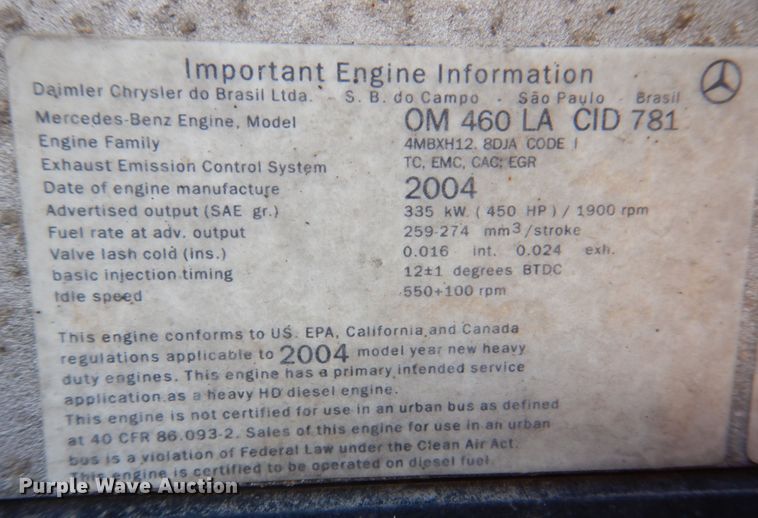 Important Engine Information
Daimler Chrysler do Brasil Ltda. S. B. do Campo - São Paulo - Brasil
Mercedes-Benz Engine, Model OM 460 LA CID 781
Engine Family 4MBXH12. 8DJA CODE I
Exhaust Emission Control System TC, EMC, CAC; EGR
Date of engine manufacture 2004
Advertised output (SAE gr.) 335 kW ( 450 HP ) / 1900 rpm
Fuel rate at adv. output 259-274 mm³/stroke
Valve lash cold (ins.) 0.016 int. 0.024 exh.
basic injection timing 12±1 degrees BTDC
Idle speed 550+100 rpm
This engine conforms to US. EPA, California and Canada
regulations applicable to 2004 model year new heavy
duty engines. This engine has a primary intended service
application as a heavy HD diesel engine.
This engine is not certified for use in an urban bus as defined
at 40 CFR 86.093-2. Sales of this engine for use in an urban
bus is a violation of Federal Law under the Clean Air Act.
This engine is certified to be operated on diesel fuel.
Purple Wave Auction